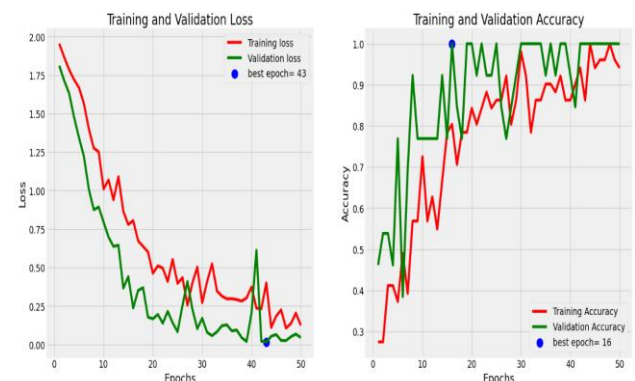 Training and Validation Loss
2.00
1.75
1.50
1.25
1.00
0.75
0.50
0.25
0.00
Loss
0 10 20 30 40 50
Epochs
Training loss
Validation loss
best epoch= 43
Training and Validation Accuracy
1.0
0.9
0.8
0.7
0.6
0.5
0.4
0.3
Accuracy
0 10 20 30 40 50
Epochs
Training Accuracy
Validation Accuracy
best epoch= 16